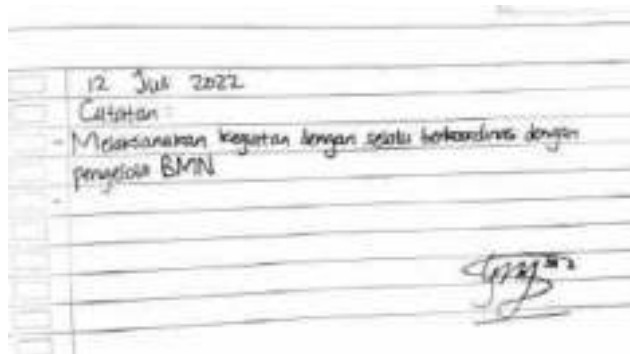 12 Juli 2022
Catatan :
- Melaksanakan kegiatan dengan selalu berkoordinasi dengan
pengelola BMN
-